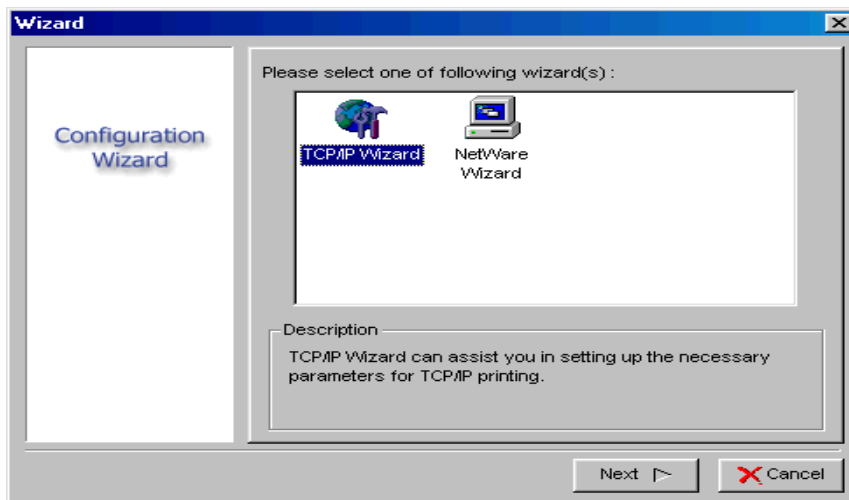 Wizard
Configuration
Wizard
Please select one of following wizard(s) :
TCP/IP Wizard
NetWare
Wizard
Description
TCP/IP Wizard can assist you in setting up the necessary
parameters for TCP/IP printing.
Next
Cancel